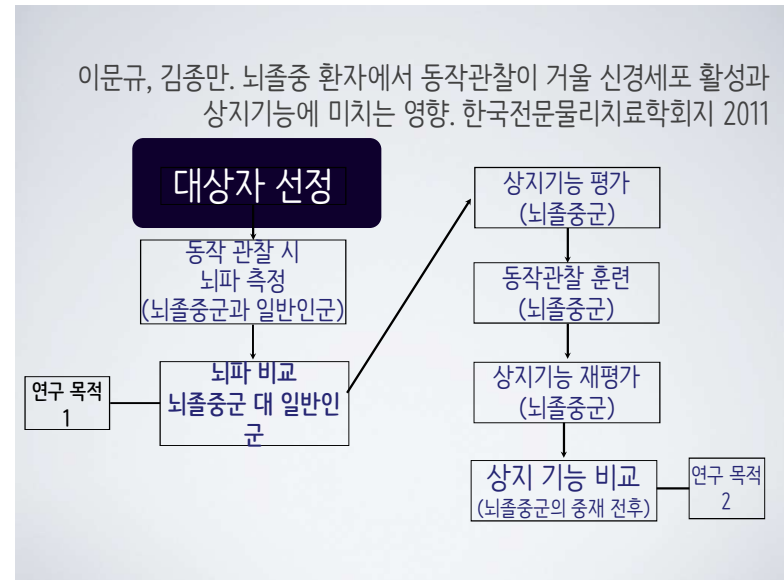 이문규, 김종만. 뇌졸중 환자에서 동작관찰이 거울 신경세포 활성과
상지기능에 미치는 영향. 한국전문물리치료학회지 2011
대상자 선정
동작 관찰 시
뇌파 측정
(뇌졸중군과 일반인군)
뇌파 비교
뇌졸중군 대 일반인
군
연구 목적
1
상지기능 평가
(뇌졸중군)
동작관찰 훈련
(뇌졸중군)
상지기능 재평가
(뇌졸중군)
상지 기능 비교
(뇌졸중군의 중재 전후)
연구 목적
2